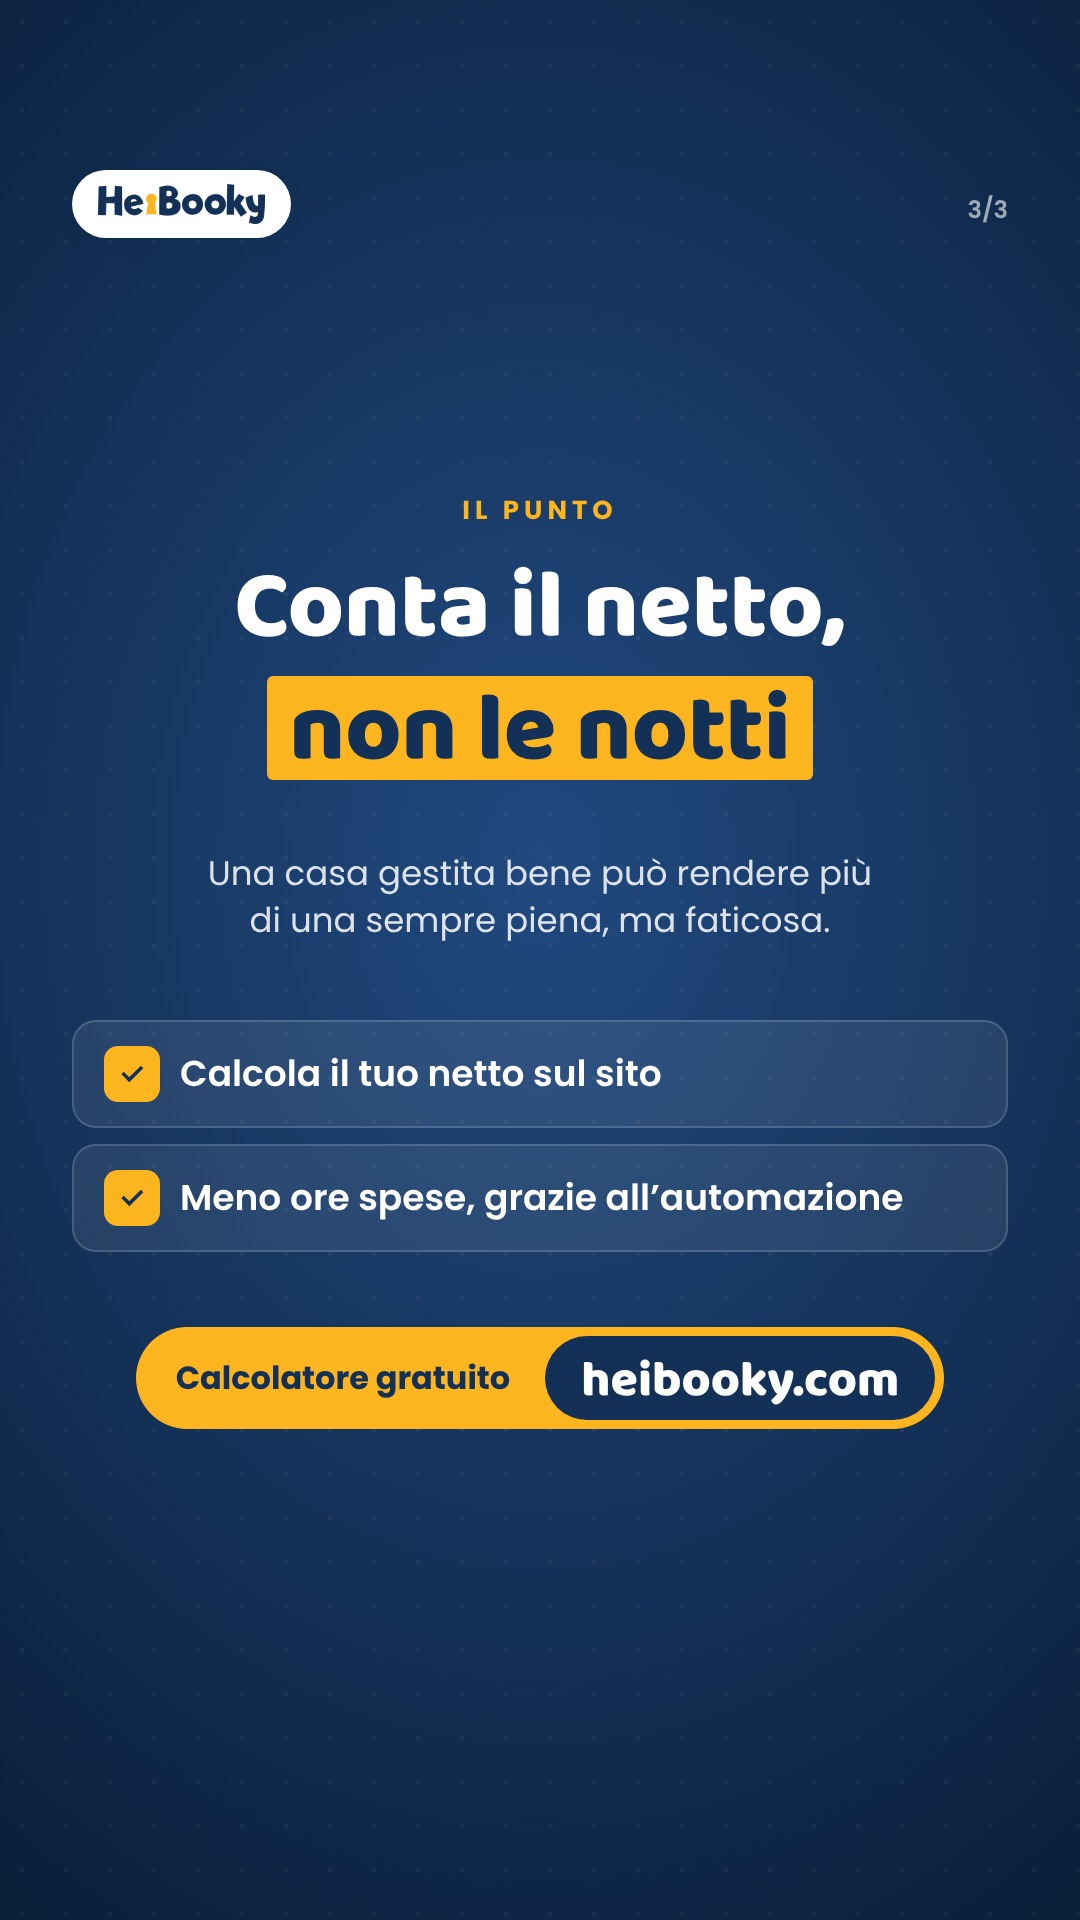 HeiBooky
3/3
IL PUNTO
Conta il netto,
non le notti
Una casa gestita bene può rendere più
di una sempre piena, ma faticosa.
Calcola il tuo netto sul sito
Meno ore spese, grazie all’automazione
Calcolatore gratuito heibooky.com